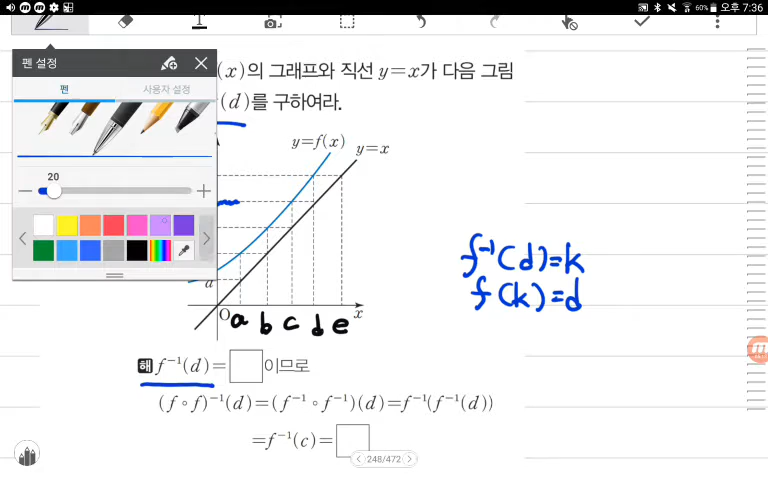 오후 7:36
60%
펜 설정
펜 사용자 설정
20
(x)의 그래프와 직선 y=x가 다음 그림
(d)를 구하여라.
y=f(x)
y=x
a
O a b c d e x
f⁻¹(d)=k
f(k)=d
해 f⁻¹(d)=□이므로
(f∘f)⁻¹(d)=(f⁻¹∘f⁻¹)(d)=f⁻¹(f⁻¹(d))
=f⁻¹(c)=□
248/472